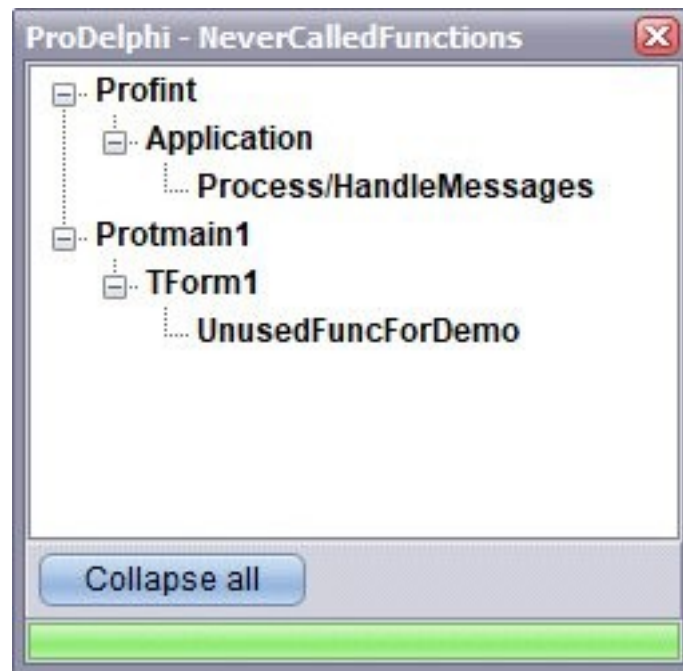 ProDelphi - NeverCalledFunctions
Profint
Application
Process/HandleMessages
Protmain1
TForm1
UnusedFuncForDemo
Collapse all